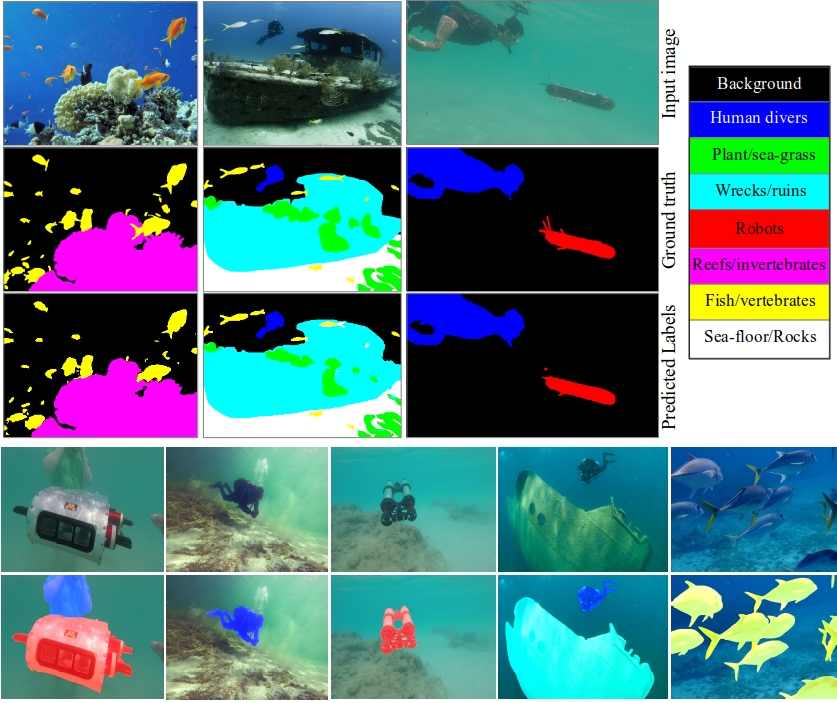 Input image
Ground truth
Predicted Labels
Background
Human divers
Plant/sea-grass
Wrecks/ruins
Robots
Reefs/invertebrates
Fish/vertebrates
Sea-floor/Rocks